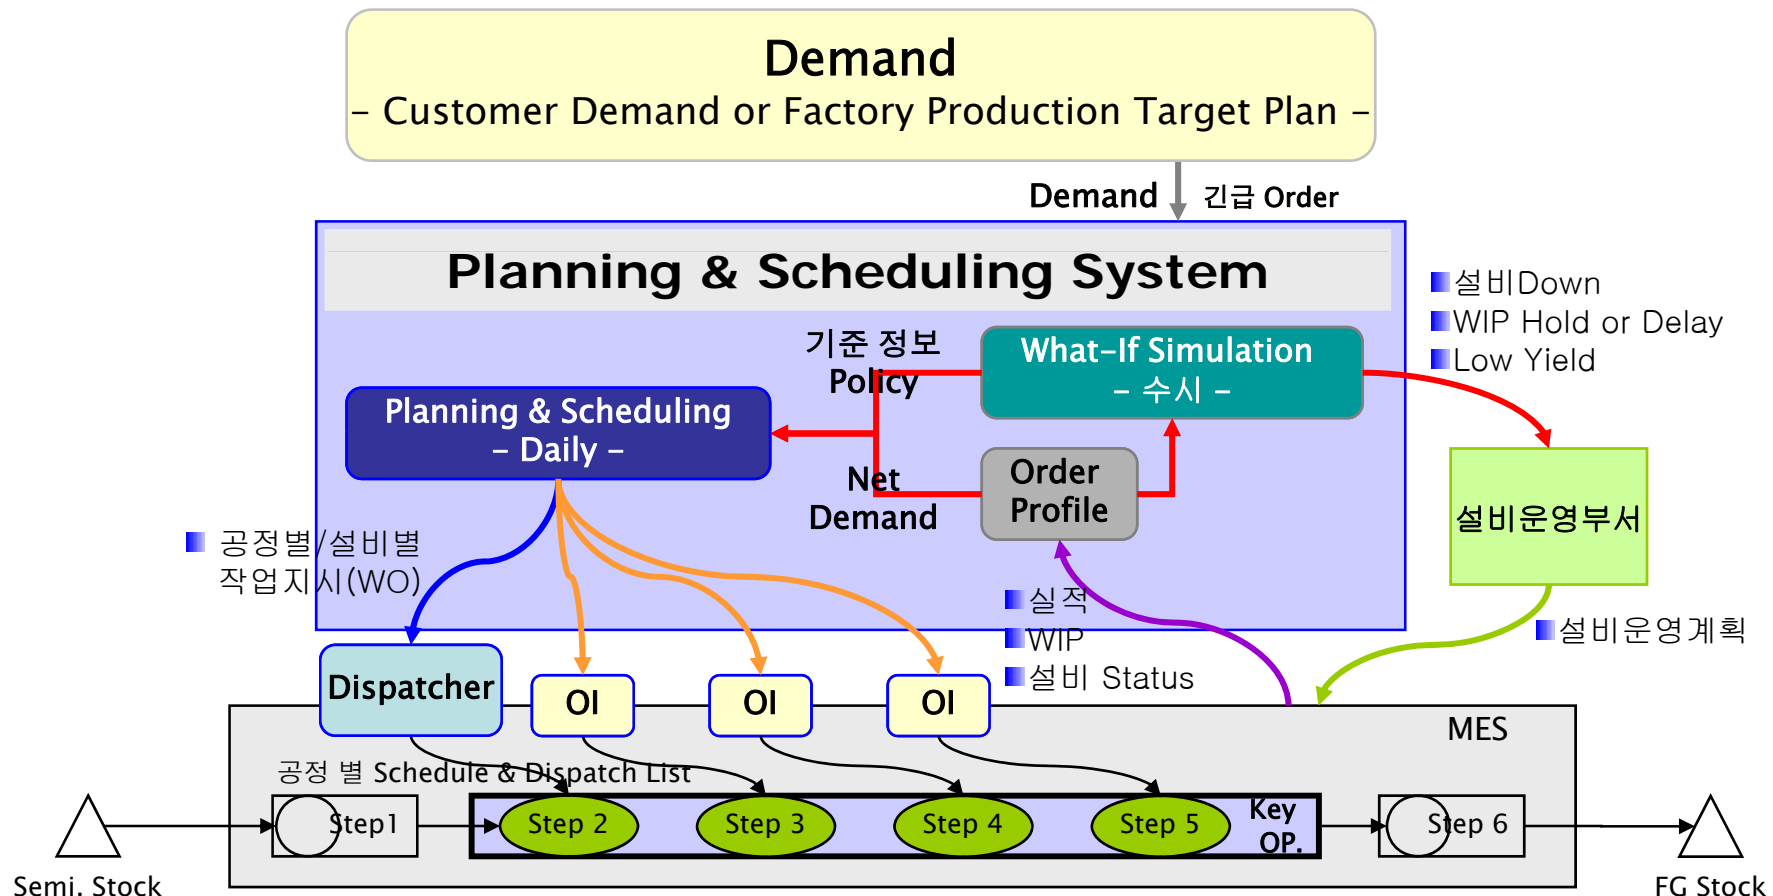 Demand
- Customer Demand or Factory Production Target Plan -
Demand
긴급 Order
Planning & Scheduling System
설비Down
WIP Hold or Delay
Low Yield
기준 정보
Policy
What-If Simulation
- 수시 -
Planning & Scheduling
- Daily -
Net
Demand
Order
Profile
설비운영부서
공정별/설비별
작업지시(WO)
실적
WIP
설비 Status
설비운영계획
Dispatcher
OI
OI
OI
MES
공정 별 Schedule & Dispatch List
Step1
Step 2
Step 3
Step 4
Step 5
Key
OP.
Step 6
Semi. Stock
FG Stock